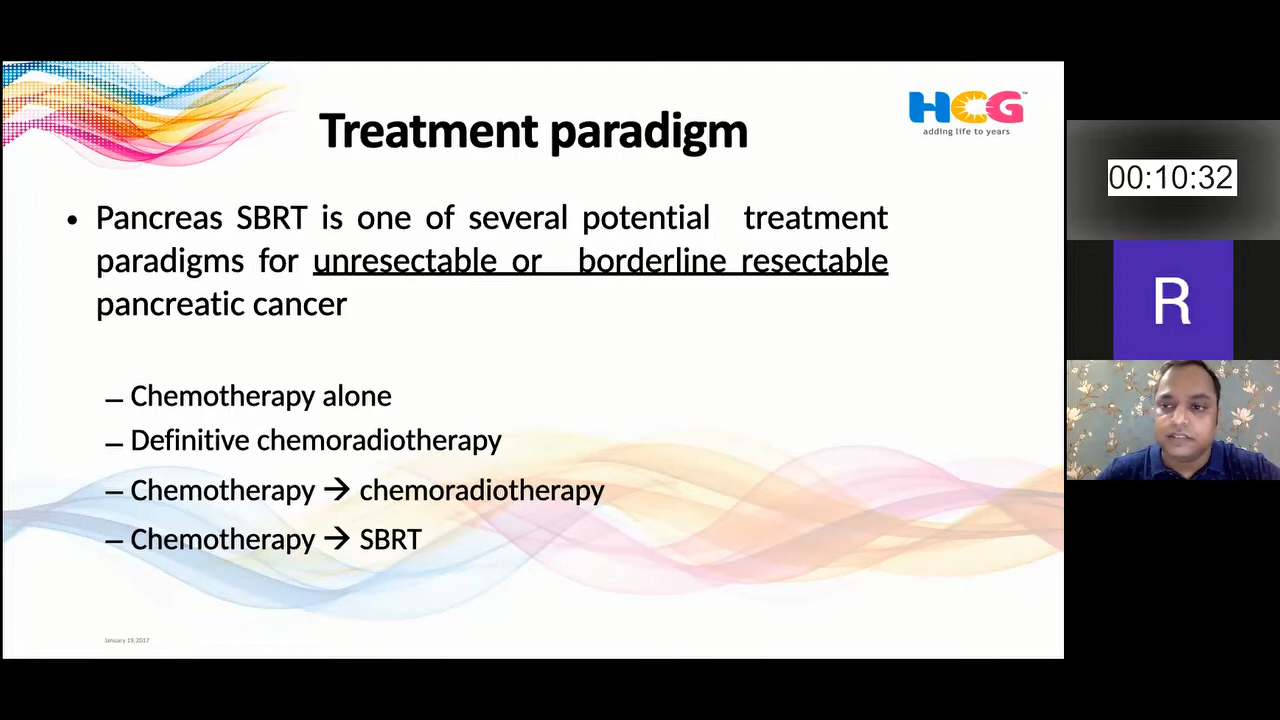 HCG
adding life to years
Treatment paradigm
• Pancreas SBRT is one of several potential treatment
paradigms for unresectable or borderline resectable
pancreatic cancer
– Chemotherapy alone
– Definitive chemoradiotherapy
– Chemotherapy → chemoradiotherapy
– Chemotherapy → SBRT
January 19,2017
00:10:32
R